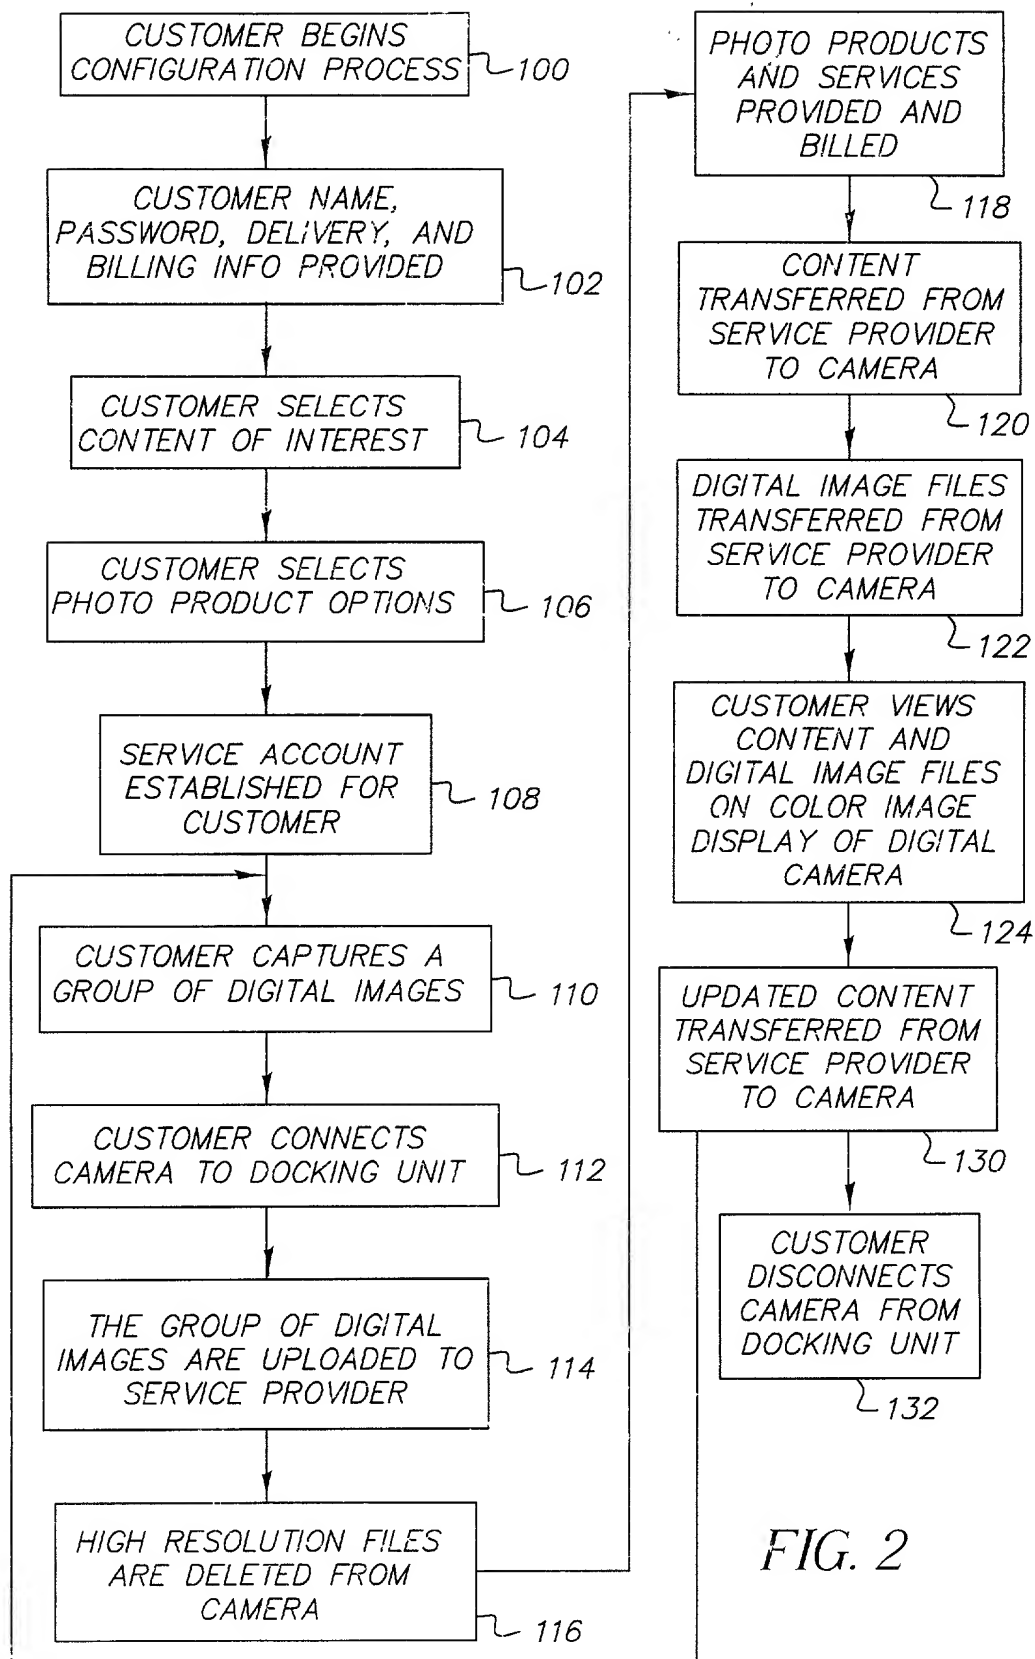 CUSTOMER BEGINS
CONFIGURATION PROCESS
100
CUSTOMER NAME,
PASSWORD, DELIVERY, AND
BILLING INFO PROVIDED
102
CUSTOMER SELECTS
CONTENT OF INTEREST
104
CUSTOMER SELECTS
PHOTO PRODUCT OPTIONS
106
SERVICE ACCOUNT
ESTABLISHED FOR
CUSTOMER
108
CUSTOMER CAPTURES A
GROUP OF DIGITAL IMAGES
110
CUSTOMER CONNECTS
CAMERA TO DOCKING UNIT
112
THE GROUP OF DIGITAL
IMAGES ARE UPLOADED TO
SERVICE PROVIDER
114
HIGH RESOLUTION FILES
ARE DELETED FROM
CAMERA
116
PHOTO PRODUCTS
AND SERVICES
PROVIDED AND
BILLED
118
CONTENT
TRANSFERRED FROM
SERVICE PROVIDER
TO CAMERA
120
DIGITAL IMAGE FILES
TRANSFERRED FROM
SERVICE PROVIDER
TO CAMERA
122
CUSTOMER VIEWS
CONTENT AND
DIGITAL IMAGE FILES
ON COLOR IMAGE
DISPLAY OF DIGITAL
CAMERA
124
UPDATED CONTENT
TRANSFERRED FROM
SERVICE PROVIDER
TO CAMERA
130
CUSTOMER
DISCONNECTS
CAMERA FROM
DOCKING UNIT
132
FIG. 2